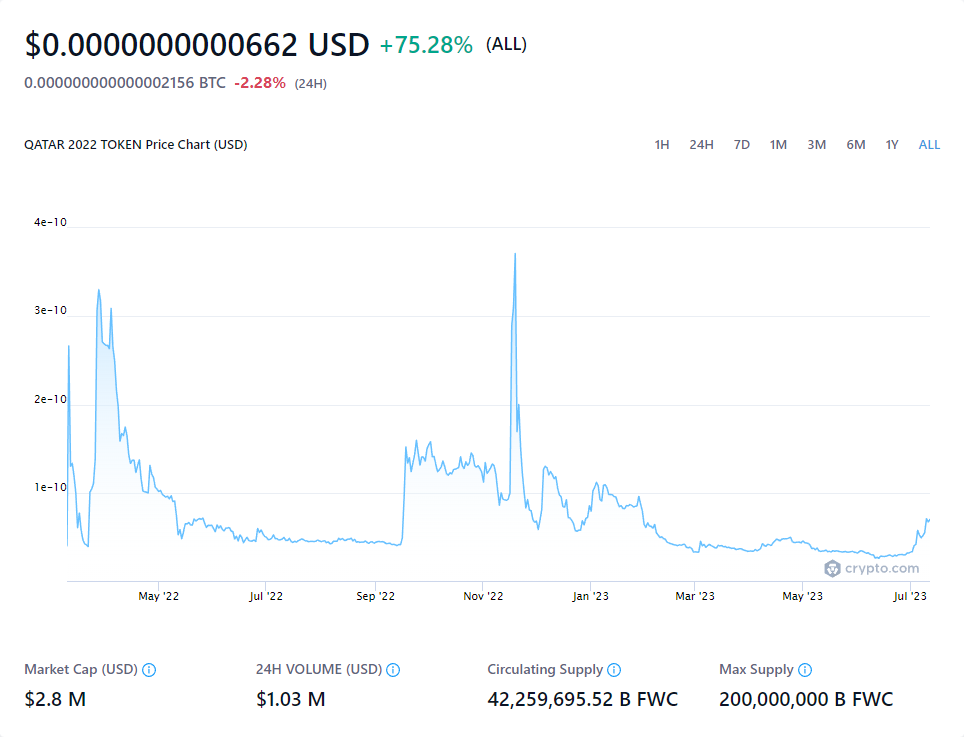 $0.0000000000662 USD +75.28% (ALL)
0.000000000000002156 BTC -2.28% (24H)
QATAR 2022 TOKEN Price Chart (USD) 1H 24H 7D 1M 3M 6M 1Y ALL
4e-10
3e-10
2e-10
1e-10
crypto.com
May '22 Jul '22 Sep '22 Nov '22 Jan '23 Mar '23 May '23 Jul '23
Market Cap (USD) 24H VOLUME (USD) Circulating Supply Max Supply
$2.8 M $1.03 M 42,259,695.52 B FWC 200,000,000 B FWC